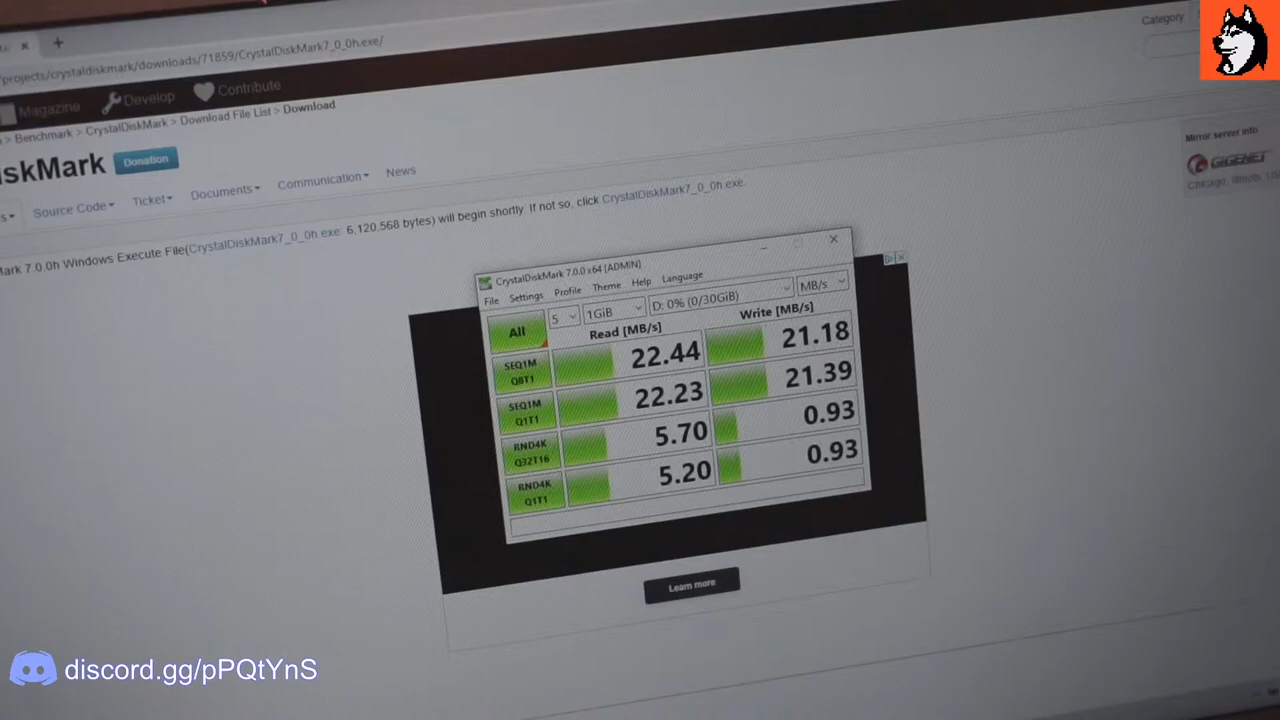 +
/projects/crystaldiskmark/downloads/71859/CrystalDiskMark7_0_0h.exe/
Category
Magazine Develop Contribute
> Benchmark > CrystalDiskMark > Download File List > Download
iskMark Donation
Source Code Ticket Documents Communication News
Mirror server info
GIGENET
Chicago, Illinois, US
Mark 7.0.0h Windows Execute File(CrystalDiskMark7_0_0h.exe: 6,120,568 bytes) will begin shortly. If not so, click CrystalDiskMark7_0_0h.exe.
CrystalDiskMark 7.0.0 x64 [ADMIN]
File Settings Profile Theme Help Language
All 5 1GiB D: 0% (0/30GiB) MB/s
Read [MB/s] Write [MB/s]
SEQ1M Q8T1 22.44 21.18
SEQ1M Q1T1 22.23 21.39
RND4K Q32T16 5.70 0.93
RND4K Q1T1 5.20 0.93
Learn more
discord.gg/pPQtYnS